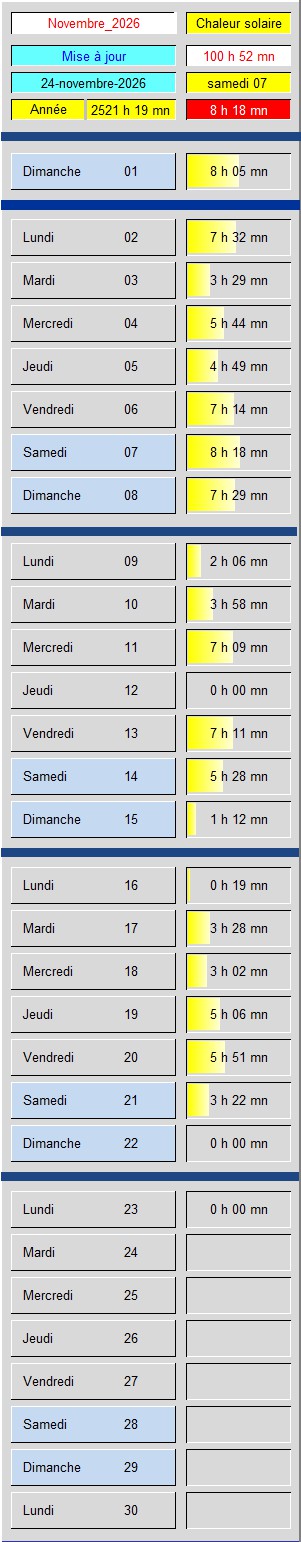 Novembre_2026 Chaleur solaire
Mise à jour 100 h 52 mn
24-novembre-2026 samedi 07
Année 2521 h 19 mn 8 h 18 mn
Dimanche 01 8 h 05 mn
Lundi 02 7 h 32 mn
Mardi 03 3 h 29 mn
Mercredi 04 5 h 44 mn
Jeudi 05 4 h 49 mn
Vendredi 06 7 h 14 mn
Samedi 07 8 h 18 mn
Dimanche 08 7 h 29 mn
Lundi 09 2 h 06 mn
Mardi 10 3 h 58 mn
Mercredi 11 7 h 09 mn
Jeudi 12 0 h 00 mn
Vendredi 13 7 h 11 mn
Samedi 14 5 h 28 mn
Dimanche 15 1 h 12 mn
Lundi 16 0 h 19 mn
Mardi 17 3 h 28 mn
Mercredi 18 3 h 02 mn
Jeudi 19 5 h 06 mn
Vendredi 20 5 h 51 mn
Samedi 21 3 h 22 mn
Dimanche 22 0 h 00 mn
Lundi 23 0 h 00 mn
Mardi 24
Mercredi 25
Jeudi 26
Vendredi 27
Samedi 28
Dimanche 29
Lundi 30